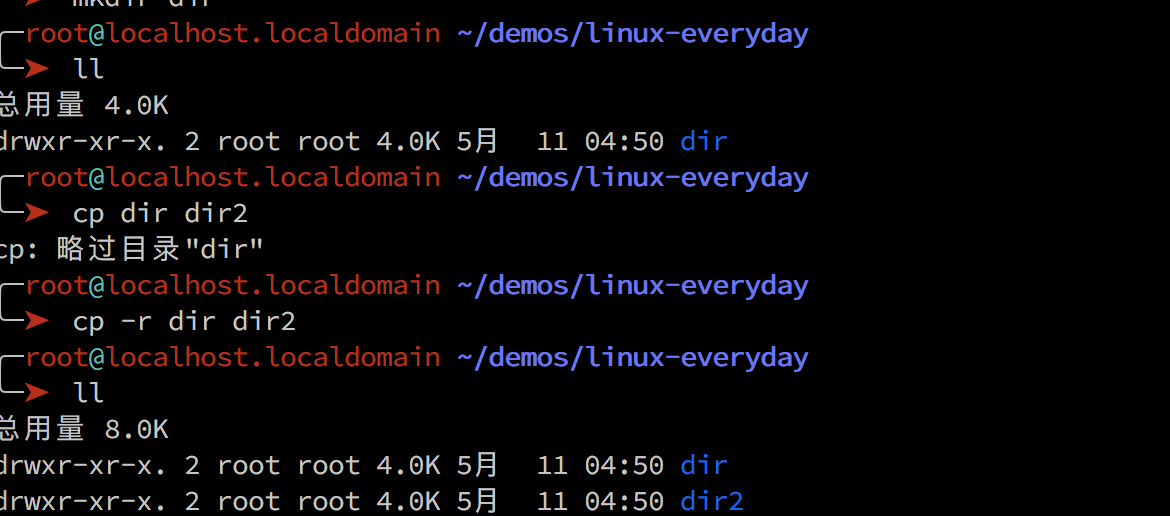 mkdir dir
root@localhost.localdomain ~/demos/linux-everyday
ll
总用量 4.0K
drwxr-xr-x. 2 root root 4.0K 5月  11 04:50 dir
root@localhost.localdomain ~/demos/linux-everyday
cp dir dir2
cp: 略过目录"dir"
root@localhost.localdomain ~/demos/linux-everyday
cp -r dir dir2
root@localhost.localdomain ~/demos/linux-everyday
ll
总用量 8.0K
drwxr-xr-x. 2 root root 4.0K 5月  11 04:50 dir
drwxr-xr-x. 2 root root 4.0K 5月  11 04:50 dir2